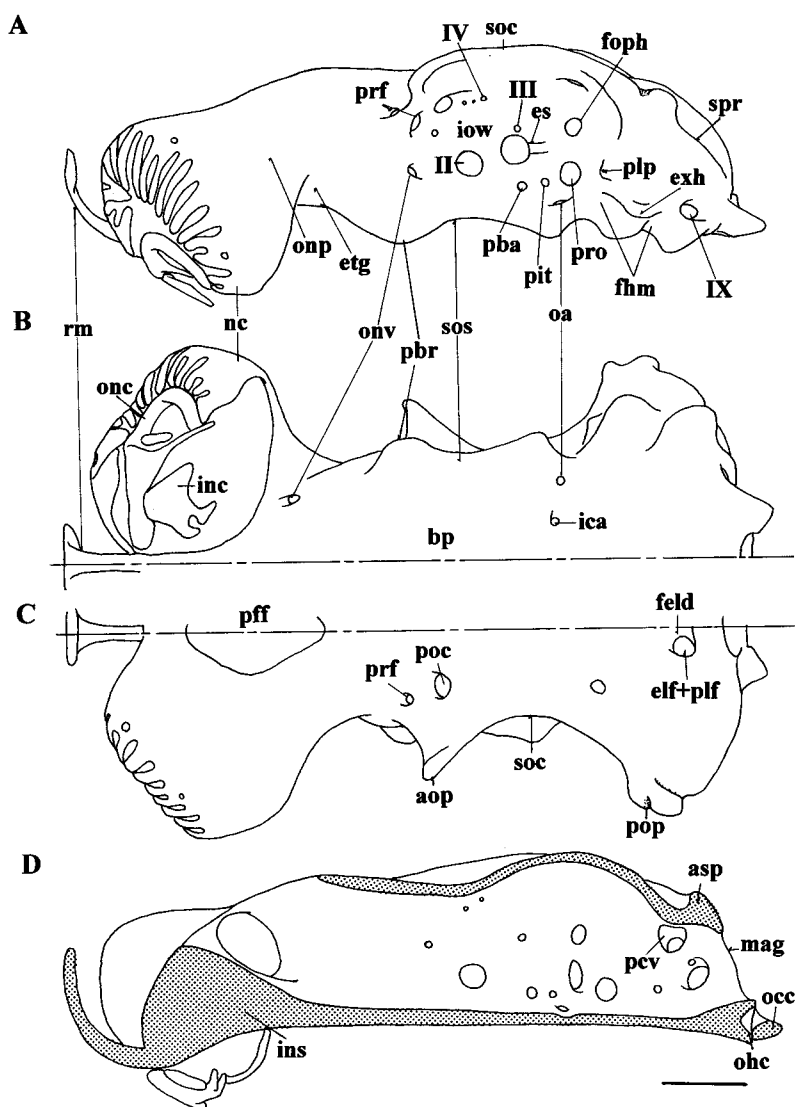 A
IV
soc
foph
III
prf
es
spr
iow
II
plp
exh
onp
etg
pba
pit
pro
fhm
IX
B
rm
nc
onv
pbr
sos
oa
onc
inc
ica
bp
C
pff
feld
prf
poc
elf+plf
soc
aop
pop
D
asp
mag
pcv
occ
ins
ohc